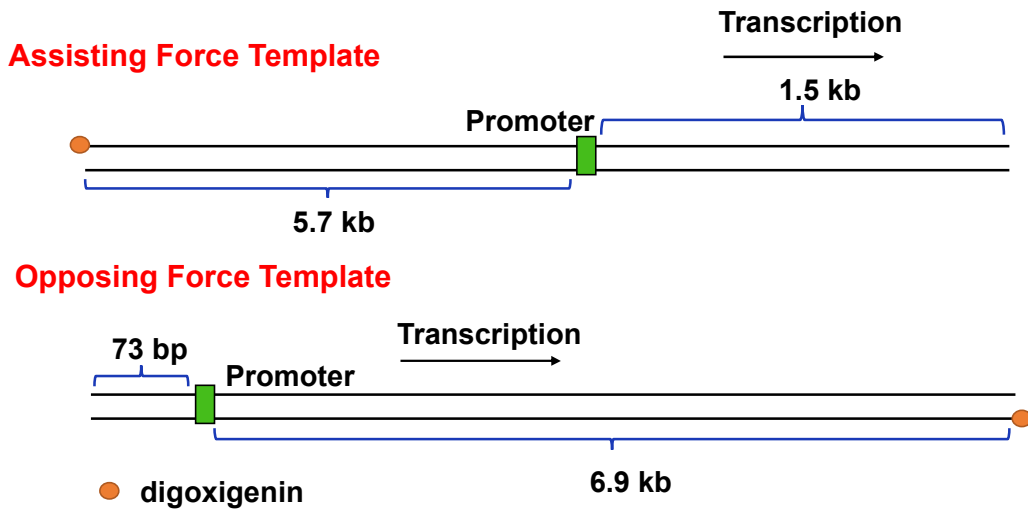 Transcription
Assisting Force Template
1.5 kb
Promoter
5.7 kb
Opposing Force Template
Transcription
73 bp
Promoter
6.9 kb
digoxigenin